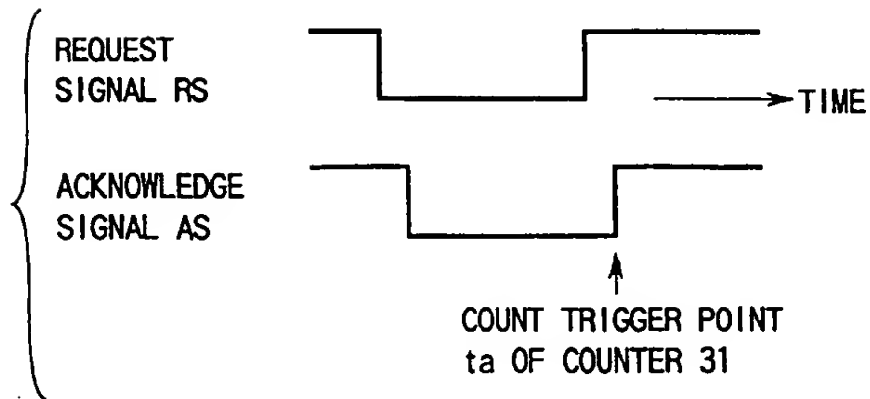 REQUEST
SIGNAL RS
TIME
ACKNOWLEDGE
SIGNAL AS
COUNT TRIGGER POINT
ta OF COUNTER 31